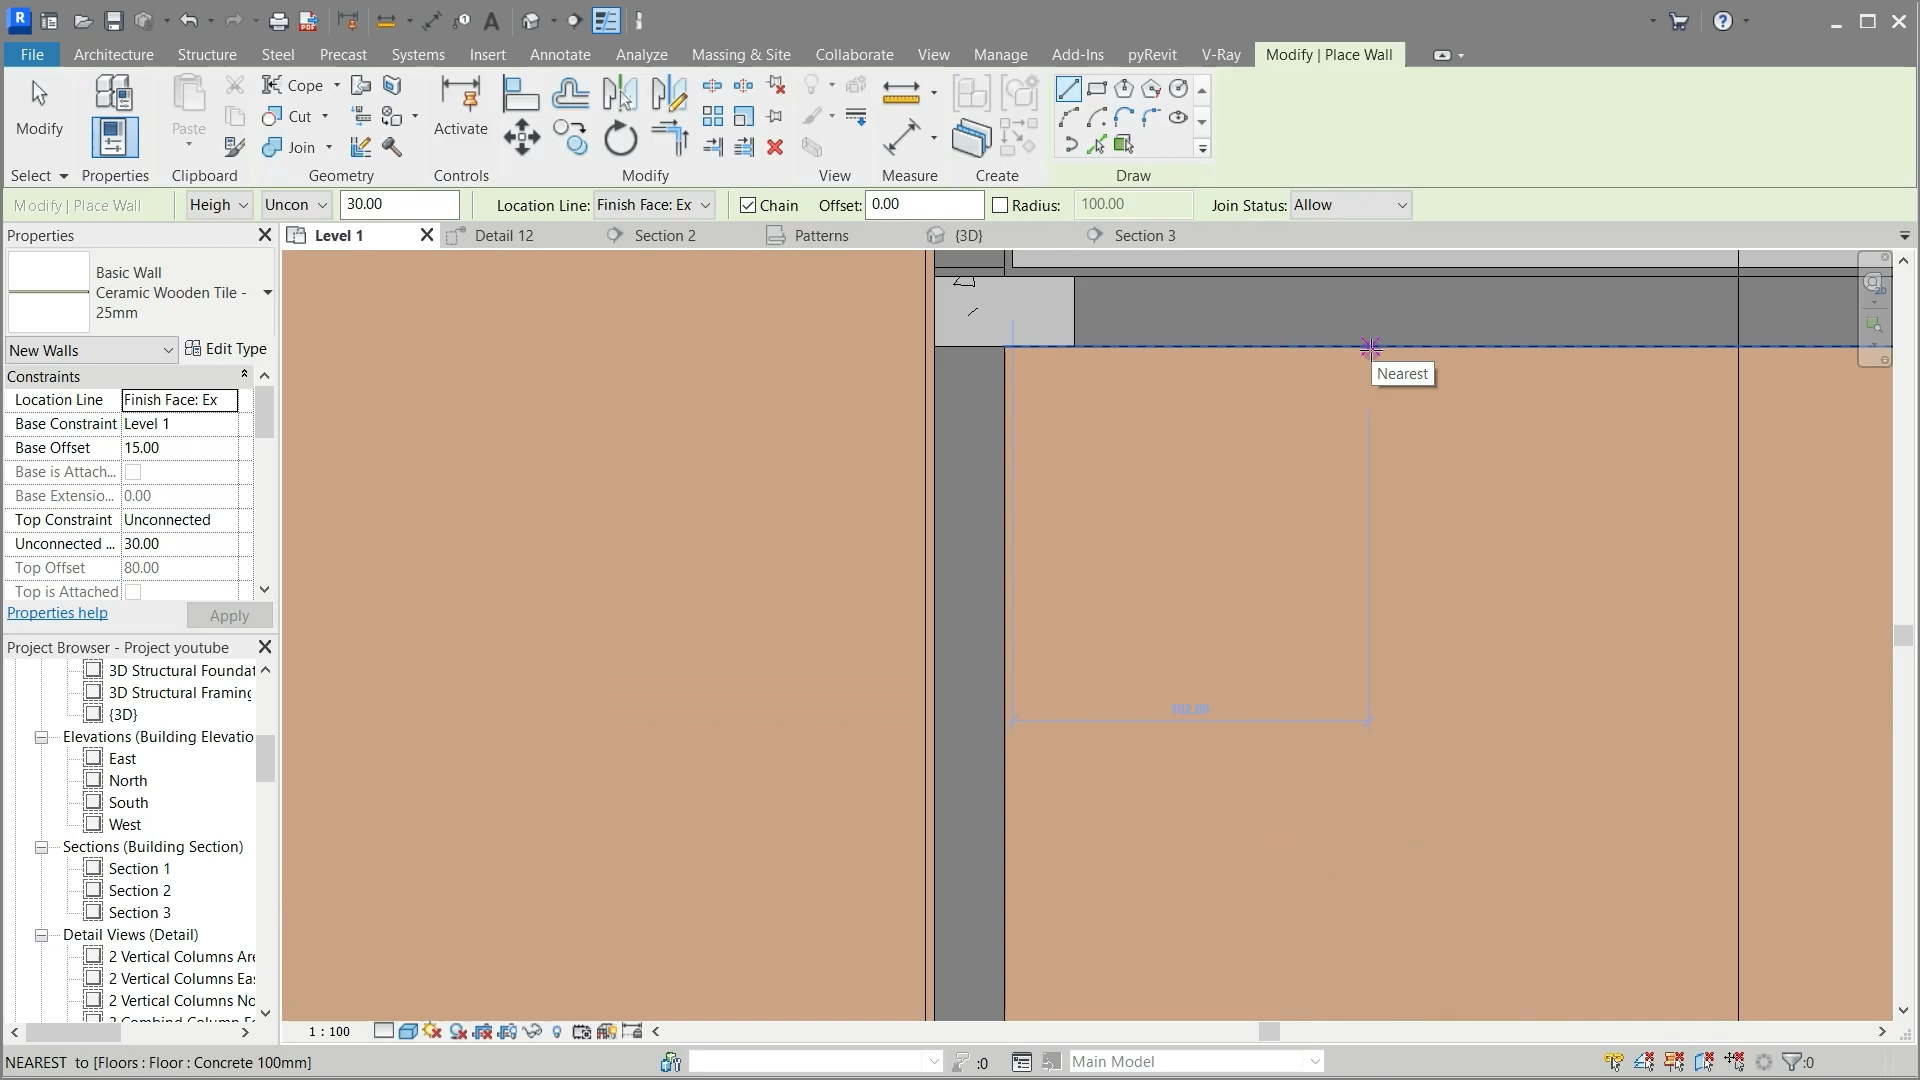 R
File Architecture Structure Steel Precast Systems Insert Annotate Analyze Massing & Site Collaborate View Manage Add-Ins pyRevit V-Ray Modify | Place Wall
Cope
Modify Paste Cut Activate
Join
Select Properties Clipboard Geometry Controls Modify View Measure Create Draw
Modify | Place Wall Heigh Uncon 30.00 Location Line: Finish Face: Ex Chain Offset: 0.00 Radius: 100.00 Join Status: Allow
Properties Level 1 Detail 12 Section 2 Patterns {3D} Section 3
Basic Wall
Ceramic Wooden Tile -
25mm
New Walls Edit Type
Constraints
Location Line Finish Face: Ex
Base Constraint Level 1
Base Offset 15.00
Base is Attach...
Base Extensio... 0.00
Top Constraint Unconnected
Unconnected ... 30.00
Top Offset 80.00
Top is Attached
Properties help Apply
Nearest
Project Browser - Project youtube
3D Structural Foundat
3D Structural Framing
{3D}
Elevations (Building Elevatio
East
North
South
West
Sections (Building Section)
Section 1
Section 2
Section 3
Detail Views (Detail)
2 Vertical Columns Are
2 Vertical Columns Eas
2 Vertical Columns No
1 : 100
NEAREST to [Floors : Floor : Concrete 100mm] :0 Main Model :0